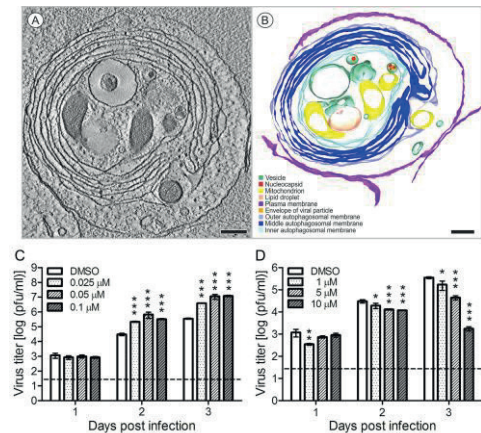 A
B
Vesicle
Nucleocapsid
Mitochondrion
Lipid droplet
Plasma membrane
Envelope of viral particle
Outer autophagosomal membrane
Middle autophagosomal membrane
Inner autophagosomal membrane
C
DMSO
0.025 µM
0.05 µM
0.1 µM
Virus titer [log (pfu/ml)]
9
8
7
6
5
4
3
2
1
0
*** *** *** *** *** ***
1 2 3
Days post infection
D
DMSO
1 µM
5 µM
10 µM
Virus titer [log (pfu/ml)]
6
5
4
3
2
1
0
** * *** *** * *** ***
1 2 3
Days post infection